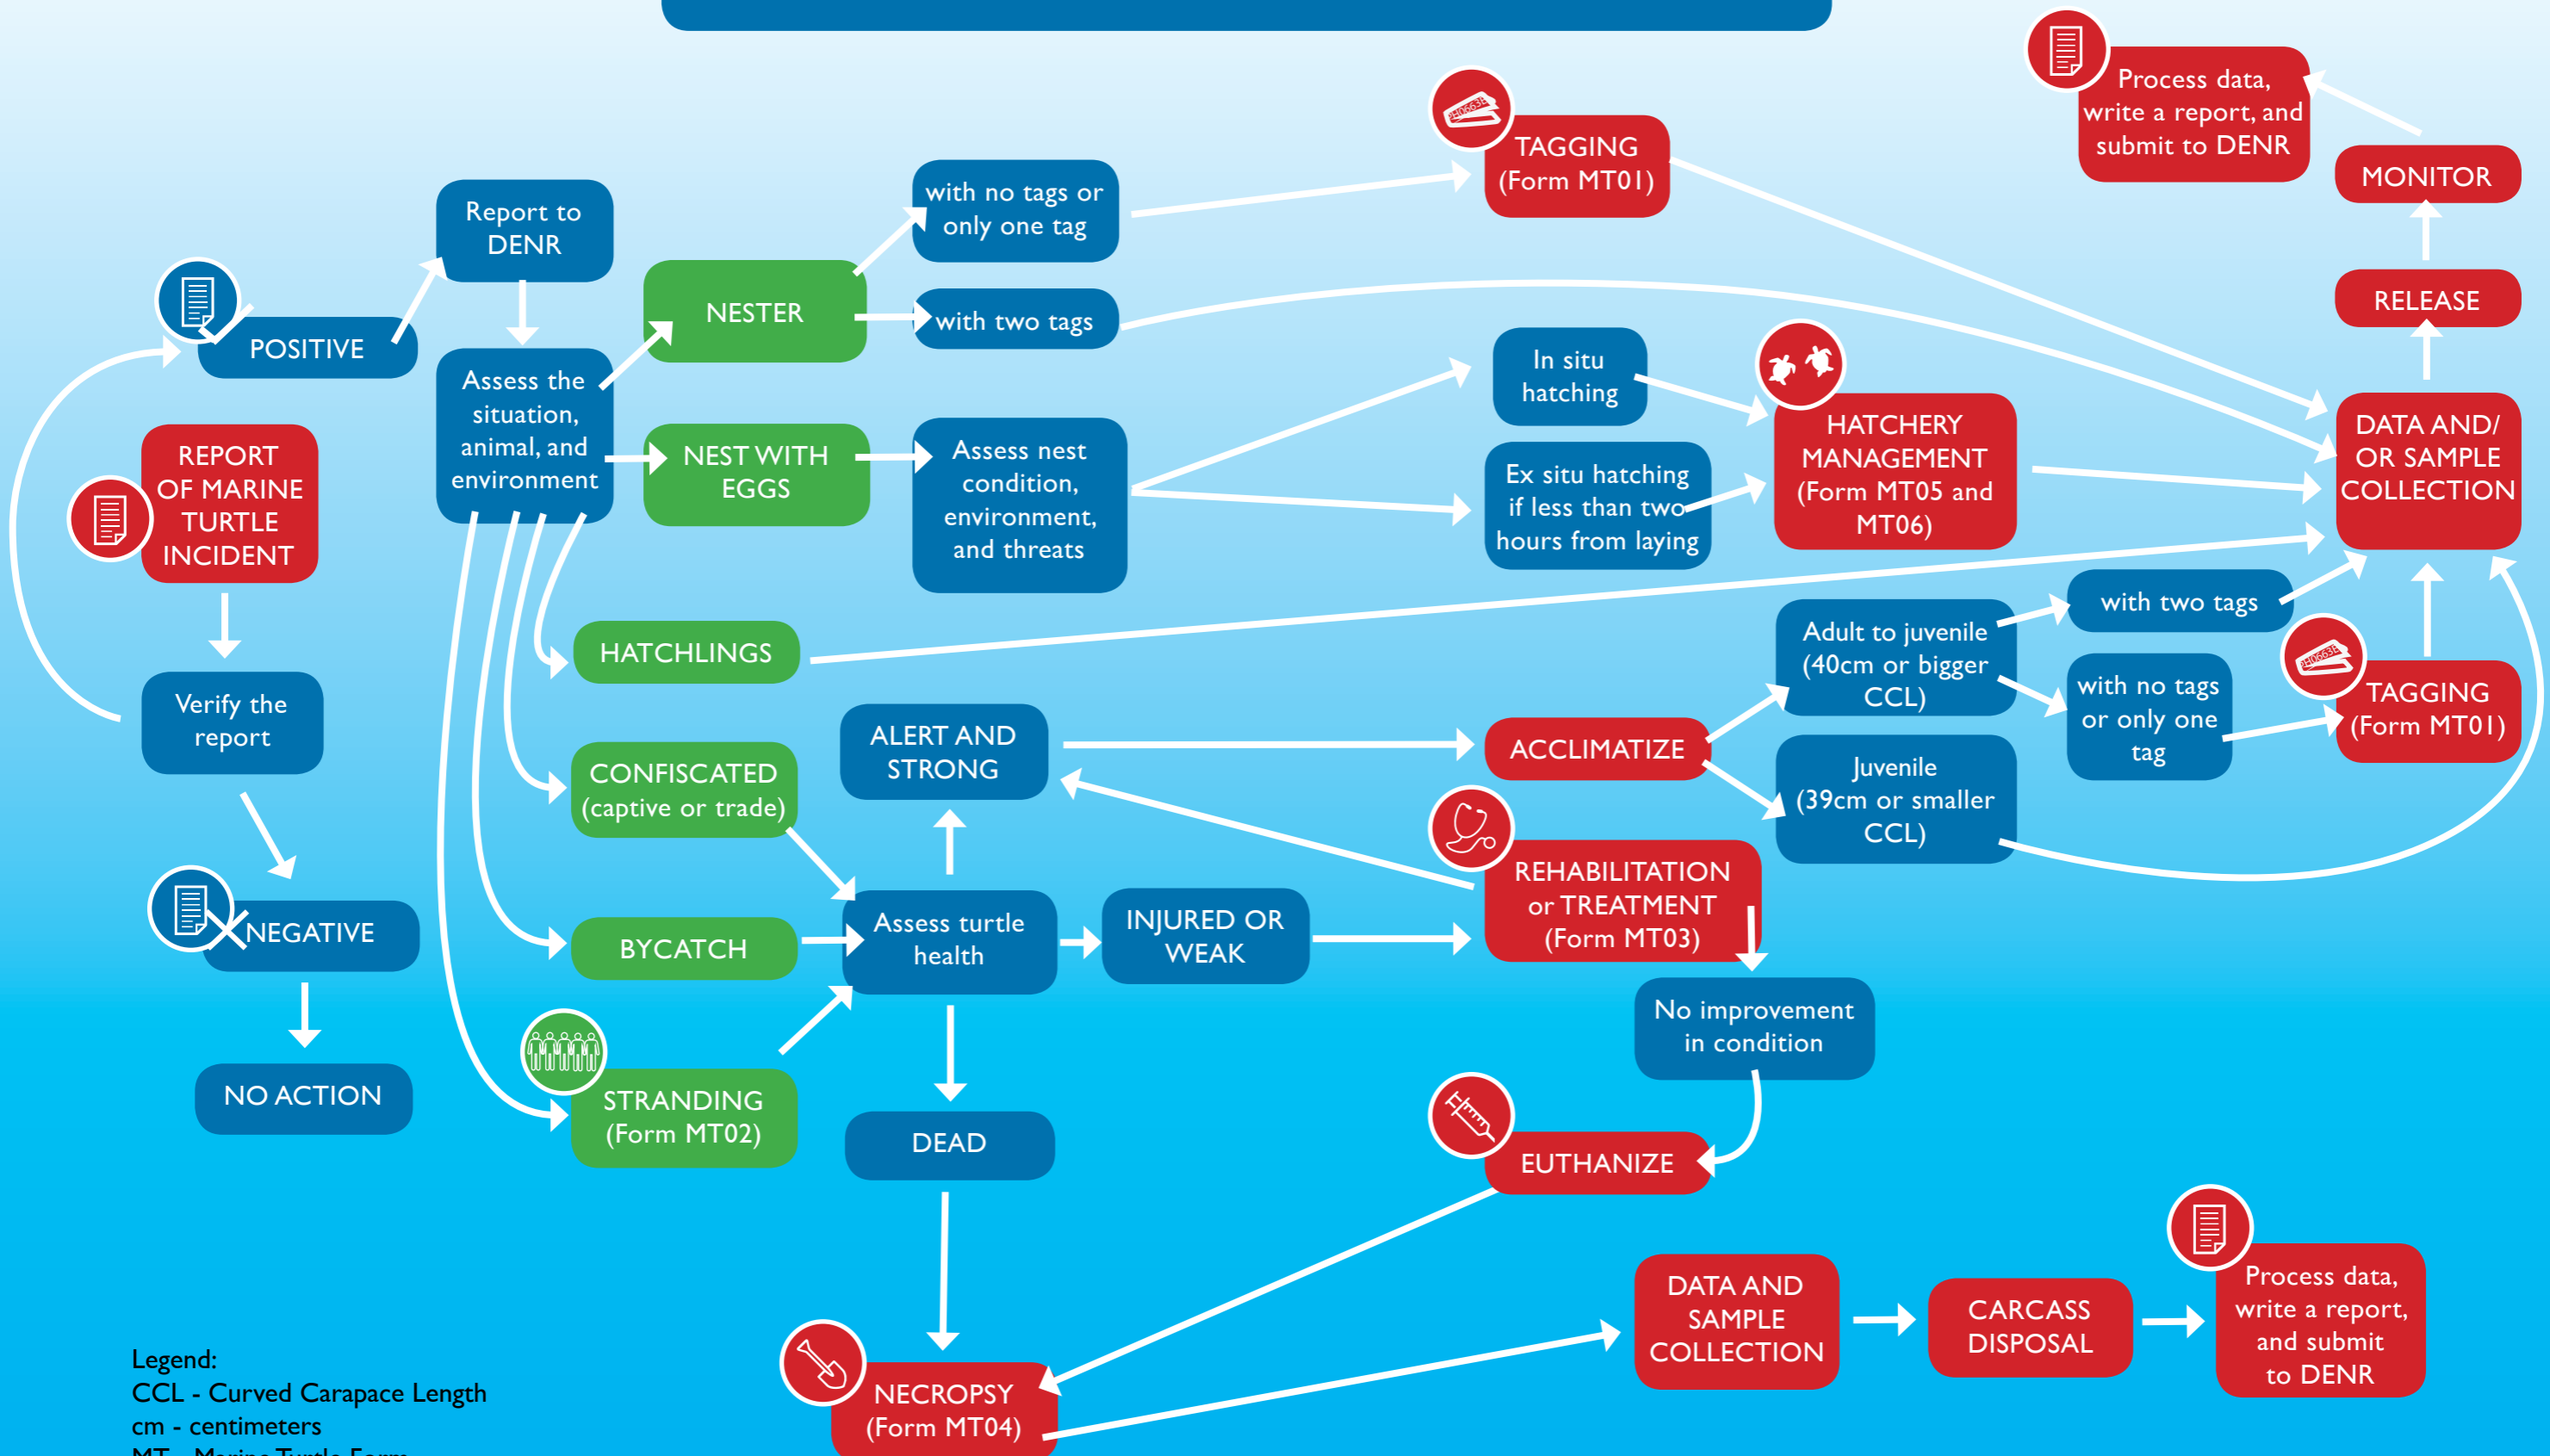 REPORT
OF MARINE
TURTLE
INCIDENT
Verify the
report
POSITIVE
NEGATIVE
NO ACTION
Report to
DENR
Assess the
situation,
animal, and
environment
NESTER
with no tags or
only one tag
TAGGING
(Form MT01)
with two tags
NEST WITH
EGGS
Assess nest
condition,
environment,
and threats
In situ
hatching
Ex situ hatching
if less than two
hours from laying
HATCHERY
MANAGEMENT
(Form MT05 and
MT06)
HATCHLINGS
CONFISCATED
(captive or trade)
BYCATCH
STRANDING
(Form MT02)
Assess turtle
health
ALERT AND
STRONG
INJURED OR
WEAK
DEAD
ACCLIMATIZE
REHABILITATION
or TREATMENT
(Form MT03)
Adult to juvenile
(40cm or bigger
CCL)
Juvenile
(39cm or smaller
CCL)
with two tags
with no tags
or only one
tag
TAGGING
(Form MT01)
DATA AND/
OR SAMPLE
COLLECTION
RELEASE
MONITOR
Process data,
write a report, and
submit to DENR
No improvement
in condition
EUTHANIZE
NECROPSY
(Form MT04)
DATA AND
SAMPLE
COLLECTION
CARCASS
DISPOSAL
Process data,
write a report,
and submit
to DENR
Legend:
CCL - Curved Carapace Length
cm - centimeters
MT - Marine Turtle Form